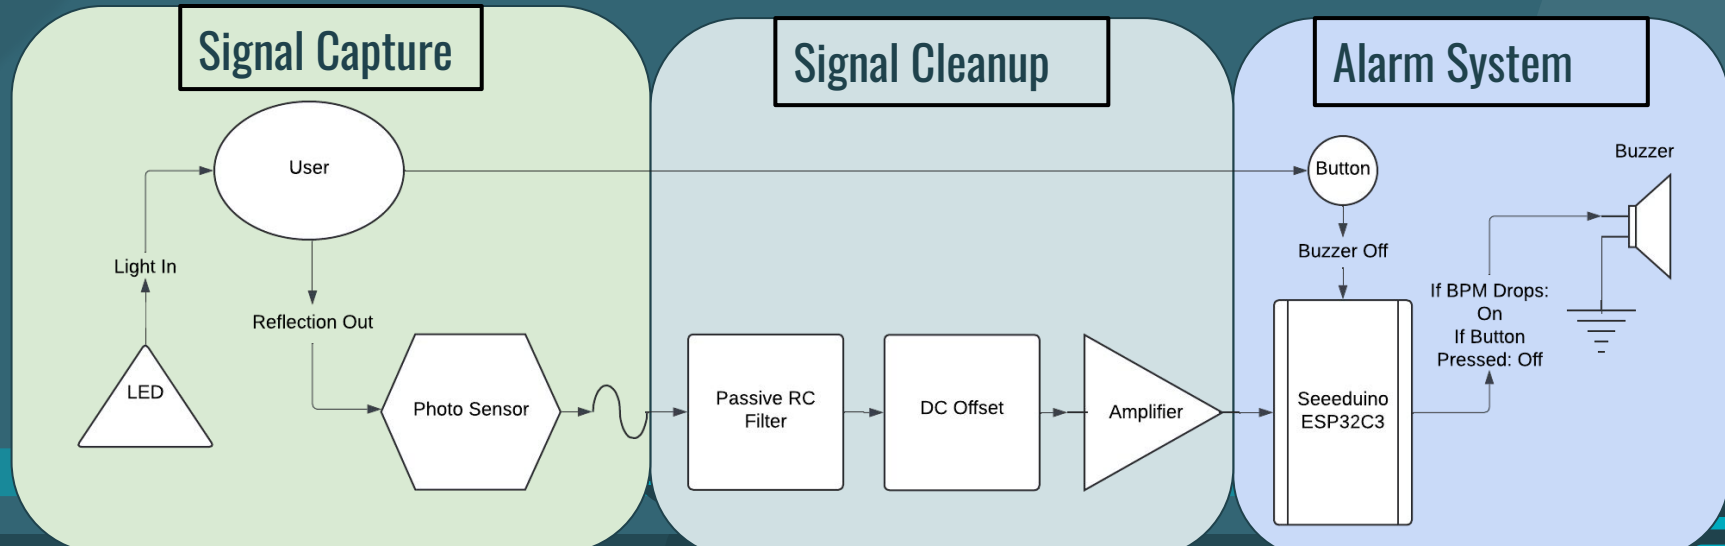 Signal Capture
Signal Cleanup
Alarm System
User
Light In
LED
Reflection Out
Photo Sensor
Passive RC
Filter
DC Offset
Amplifier
Button
Buzzer Off
Seeeduino
ESP32C3
If BPM Drops:
On
If Button
Pressed: Off
Buzzer